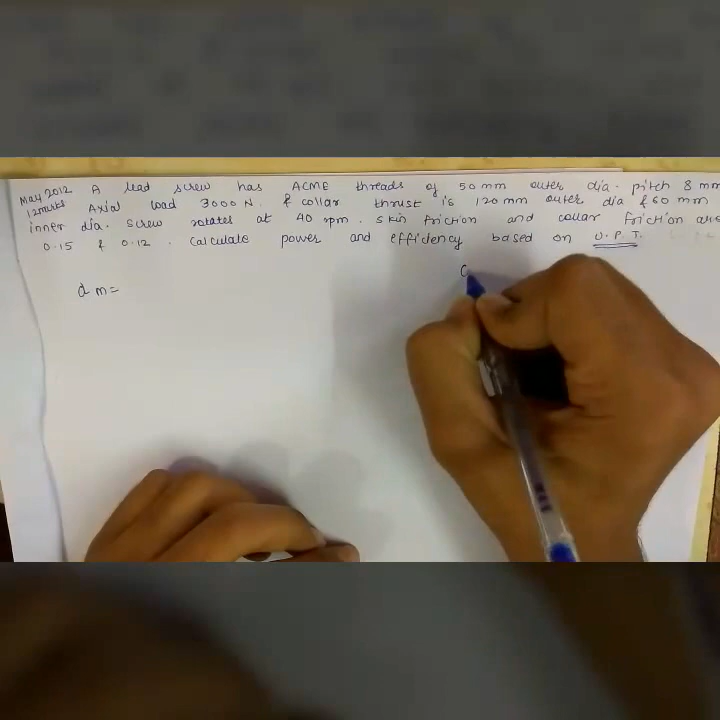 May 2012 A lead screw has ACME threads of 50 mm outer dia. pitch 8 mm
12 marks Axial load 3000 N. & collar thrust is 120 mm outer dia & 60 mm
inner dia. screw rotates at 40 rpm. skin friction and collar friction are
0.15 & 0.12. Calculate power and efficiency based on U.P.T.
dm=